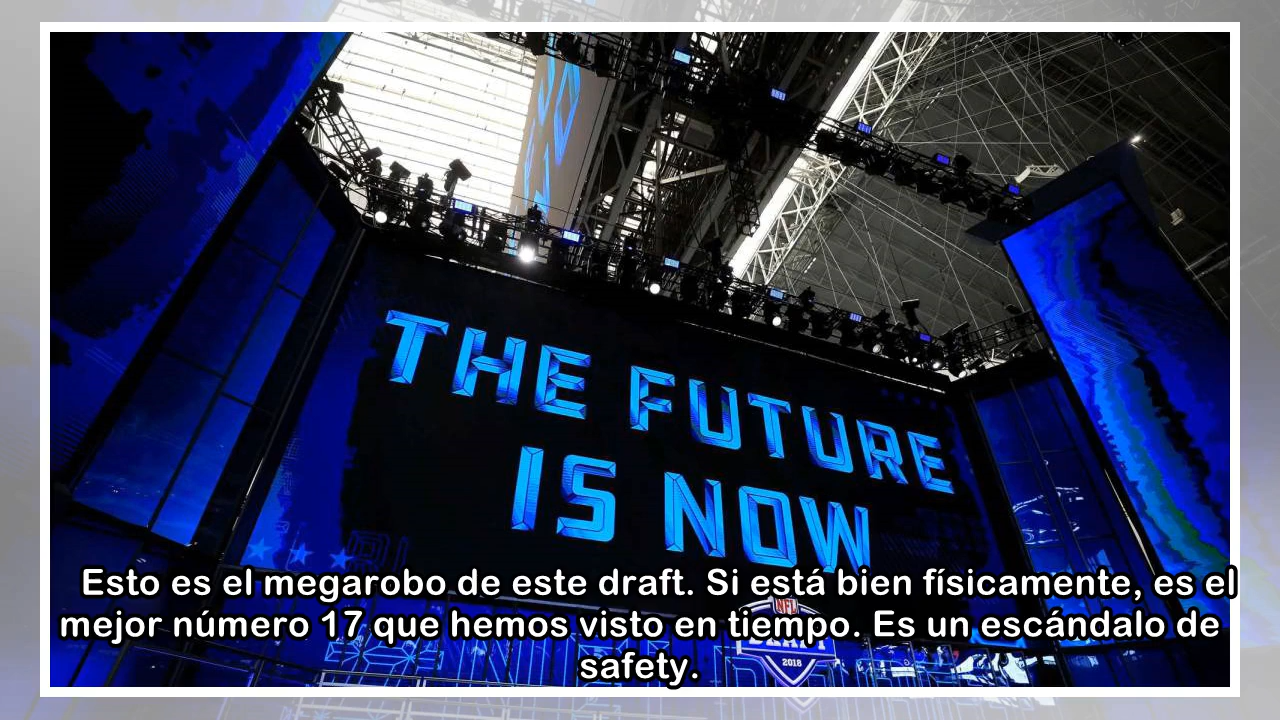 THE FUTURE
IS NOW
Esto es el megarobo de este draft. Si está bien físicamente, es el
mejor número 17 que hemos visto en tiempo. Es un escándalo de
safety.
NFL
2018